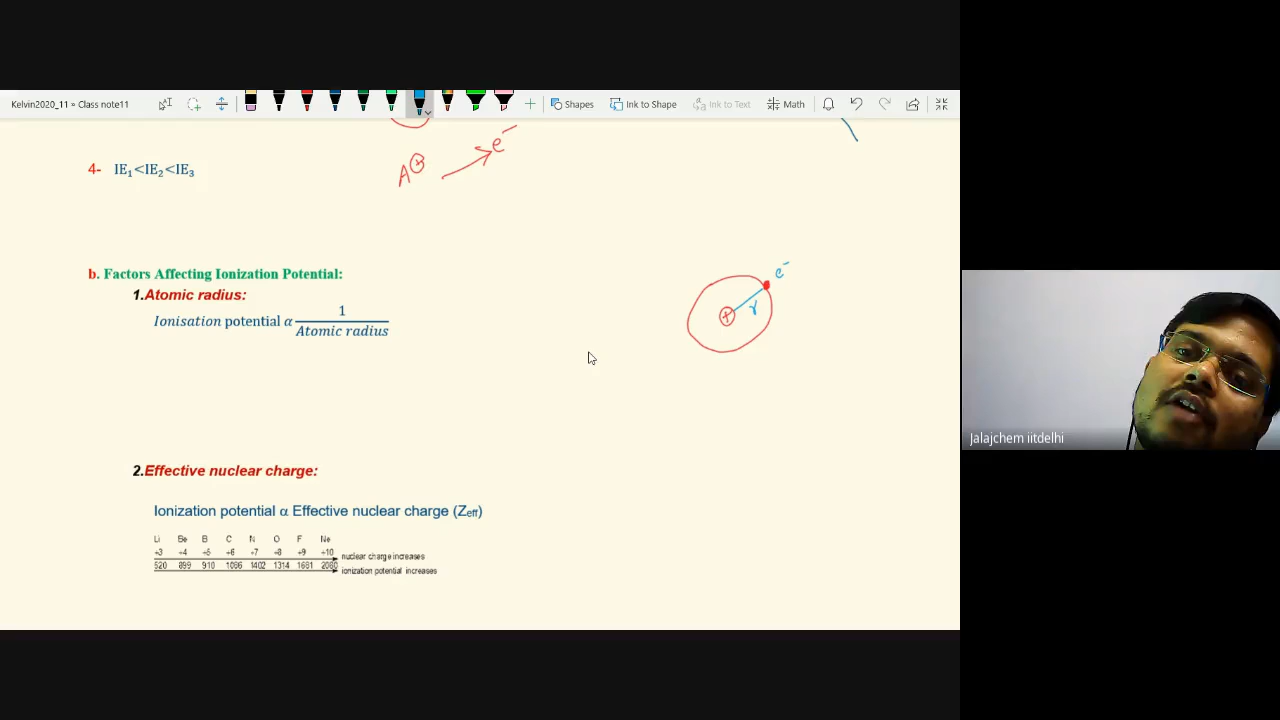 Kelvin2020_11 » Class note11
Shapes
Ink to Shape
Ink to Text
Math
4- IE1<IE2<IE3
A⊕ → e⁻
b. Factors Affecting Ionization Potential:
1.Atomic radius:
Ionisation potential α 1/Atomic radius
e⁻
+
r
2.Effective nuclear charge:
Ionization potential α Effective nuclear charge (Zeff)
Li Be B C N O F Ne
+3 +4 +5 +6 +7 +8 +9 +10 nuclear charge increases
520 899 1086 1402 1314 1681 2080 ionization potential increases
Jalajchem iitdelhi